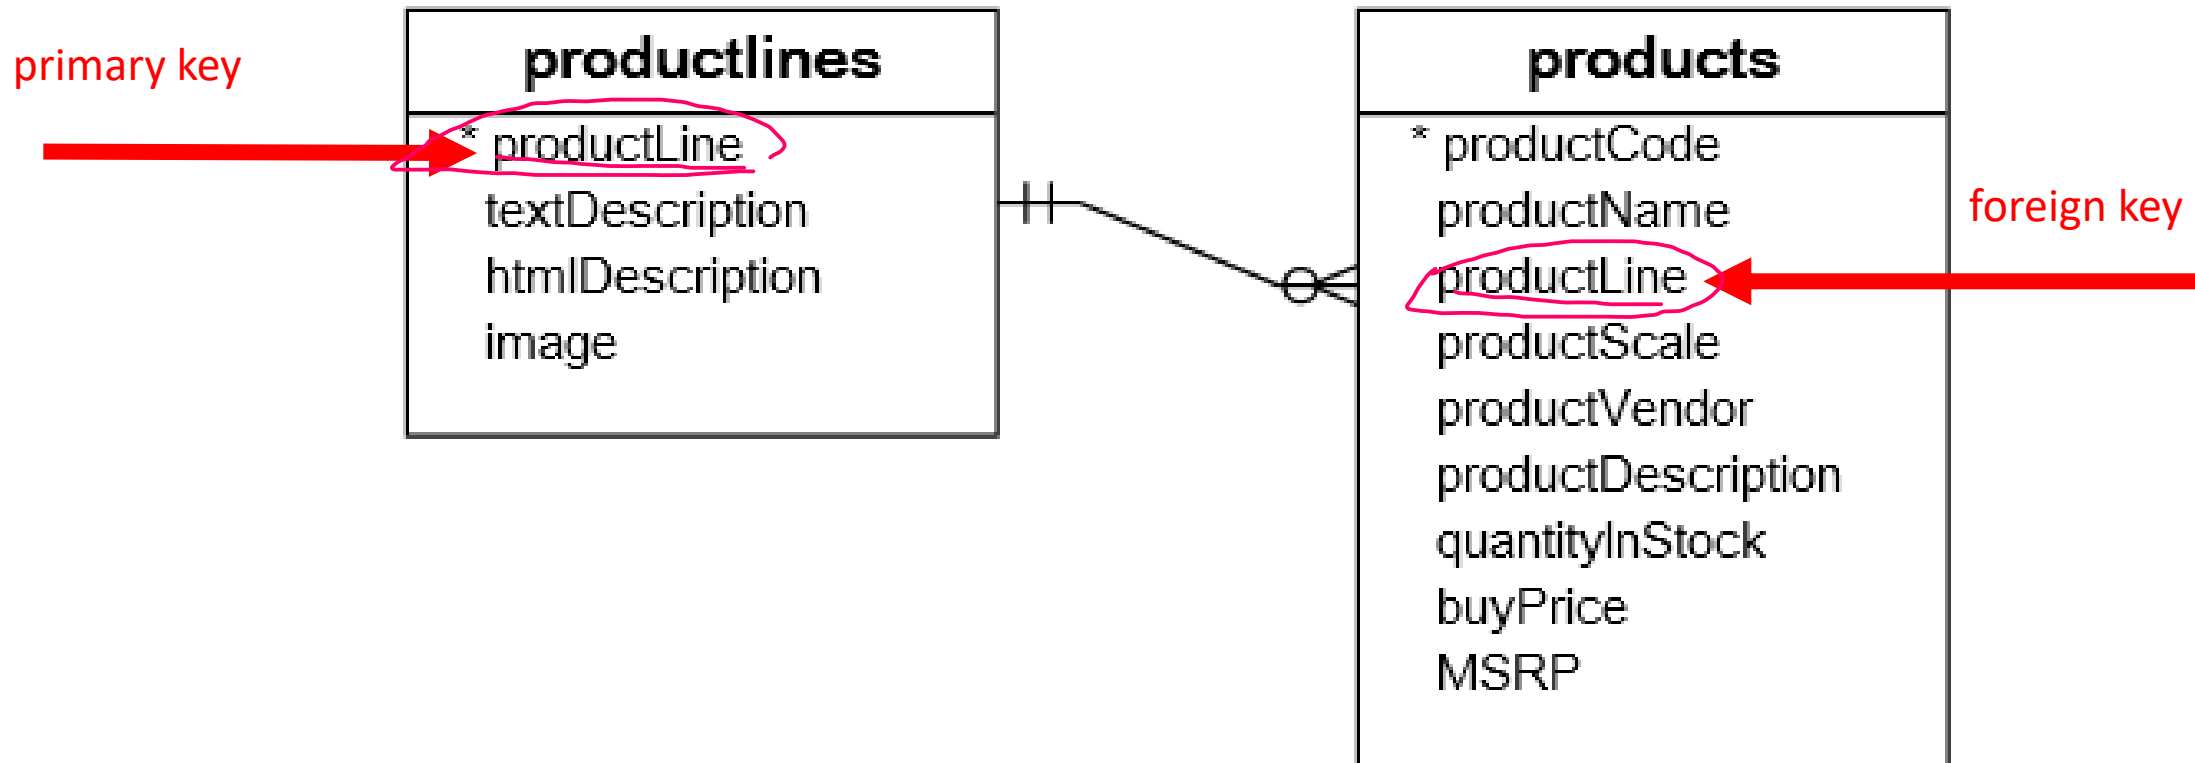 primary key
productlines
* productLine
textDescription
htmlDescription
image
products
* productCode
productName
productLine
productScale
productVendor
productDescription
quantityInStock
buyPrice
MSRP
foreign key